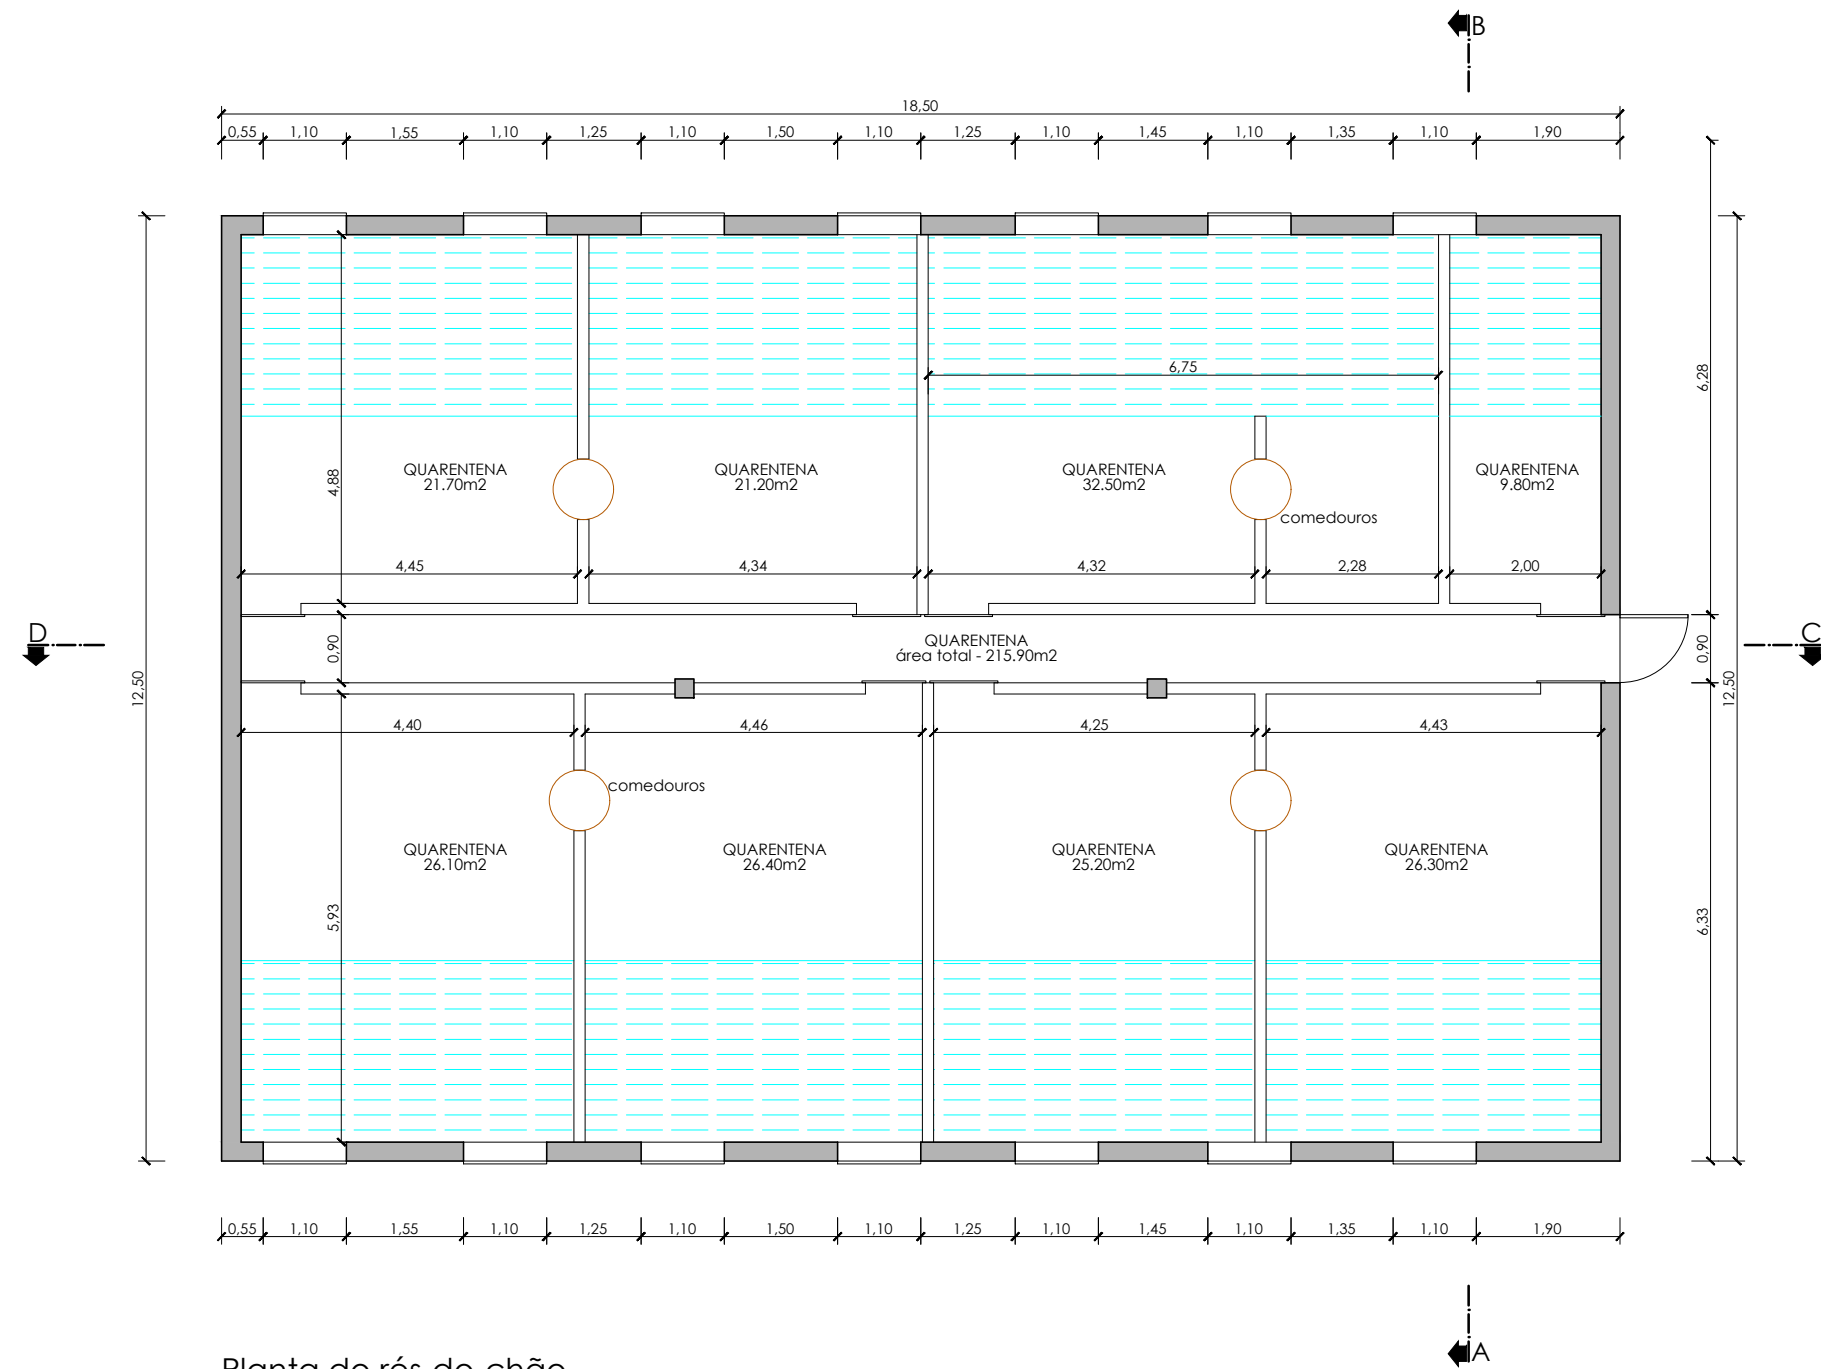 B
18,50
0,55 1,10 1,55 1,10 1,25 1,10 1,50 1,10 1,25 1,10 1,45 1,10 1,35 1,10 1,90
6,75
6,28
QUARENTENA
21.70m2
QUARENTENA
21.20m2
QUARENTENA
32.50m2
QUARENTENA
9.80m2
4,88
comedouros
4,45 4,34 4,32 2,28 2,00
D
C
0,90
QUARENTENA
área total - 215.90m2
0,90
12,50
12,50
4,40 4,46 4,25 4,43
comedouros
QUARENTENA
26.10m2
QUARENTENA
26.40m2
QUARENTENA
25.20m2
QUARENTENA
26.30m2
5,93
6,33
0,55 1,10 1,55 1,10 1,25 1,10 1,50 1,10 1,25 1,10 1,45 1,10 1,35 1,10 1,90
A
Planta do rés-do-chão